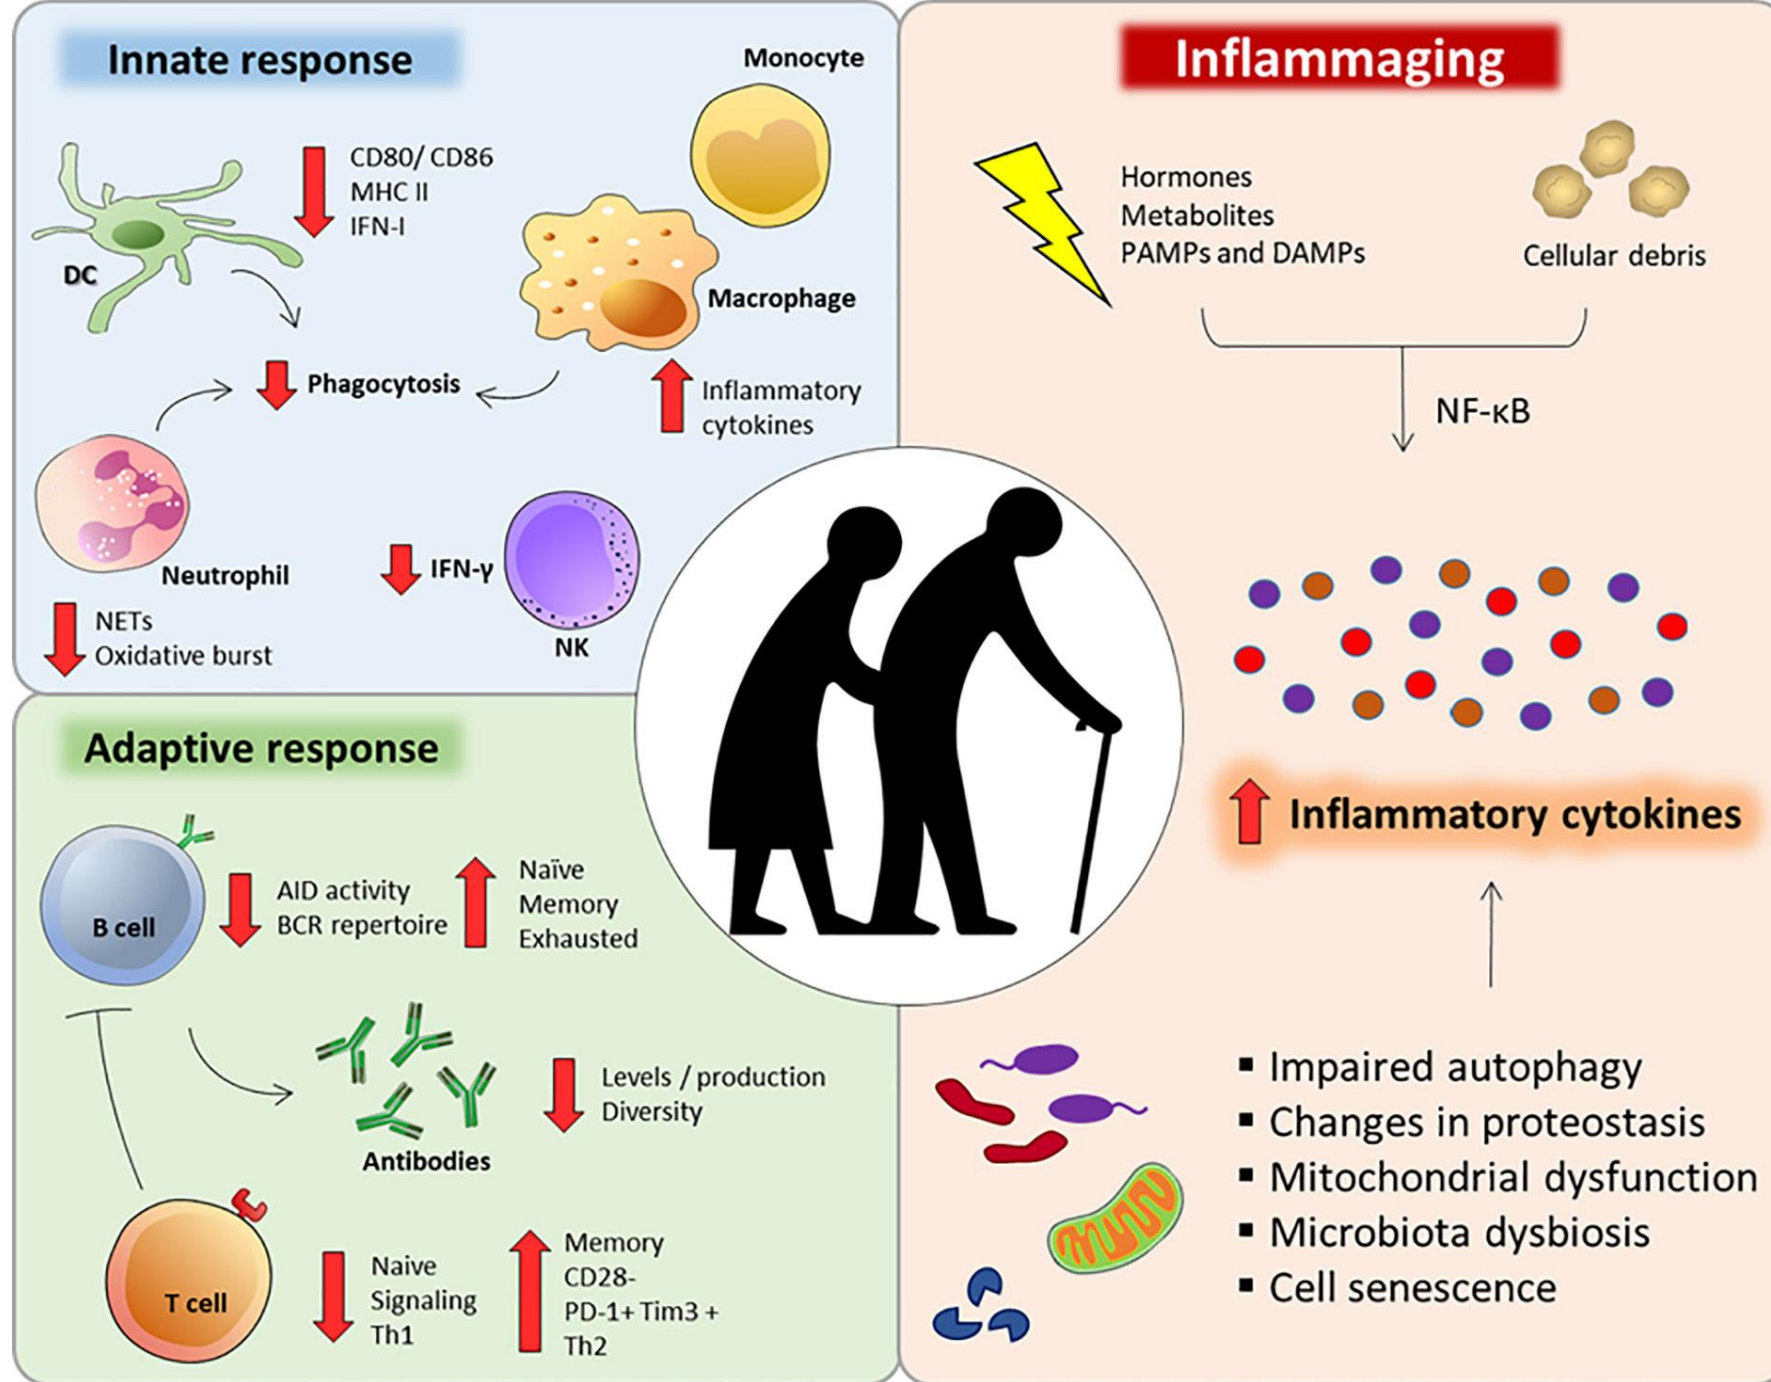 Innate response
Monocyte
CD80/ CD86
MHC II
IFN-I
DC
Macrophage
Phagocytosis
Inflammatory
cytokines
Neutrophil
IFN-γ
NETs
Oxidative burst
NK
Adaptive response
B cell
AID activity
BCR repertoire
Naïve
Memory
Exhausted
Levels / production
Diversity
Antibodies
T cell
Naive
Signaling
Th1
Memory
CD28-
PD-1+ Tim3 +
Th2
Inflammaging
Hormones
Metabolites
PAMPs and DAMPs
Cellular debris
NF-κB
Inflammatory cytokines
▪ Impaired autophagy
▪ Changes in proteostasis
▪ Mitochondrial dysfunction
▪ Microbiota dysbiosis
▪ Cell senescence